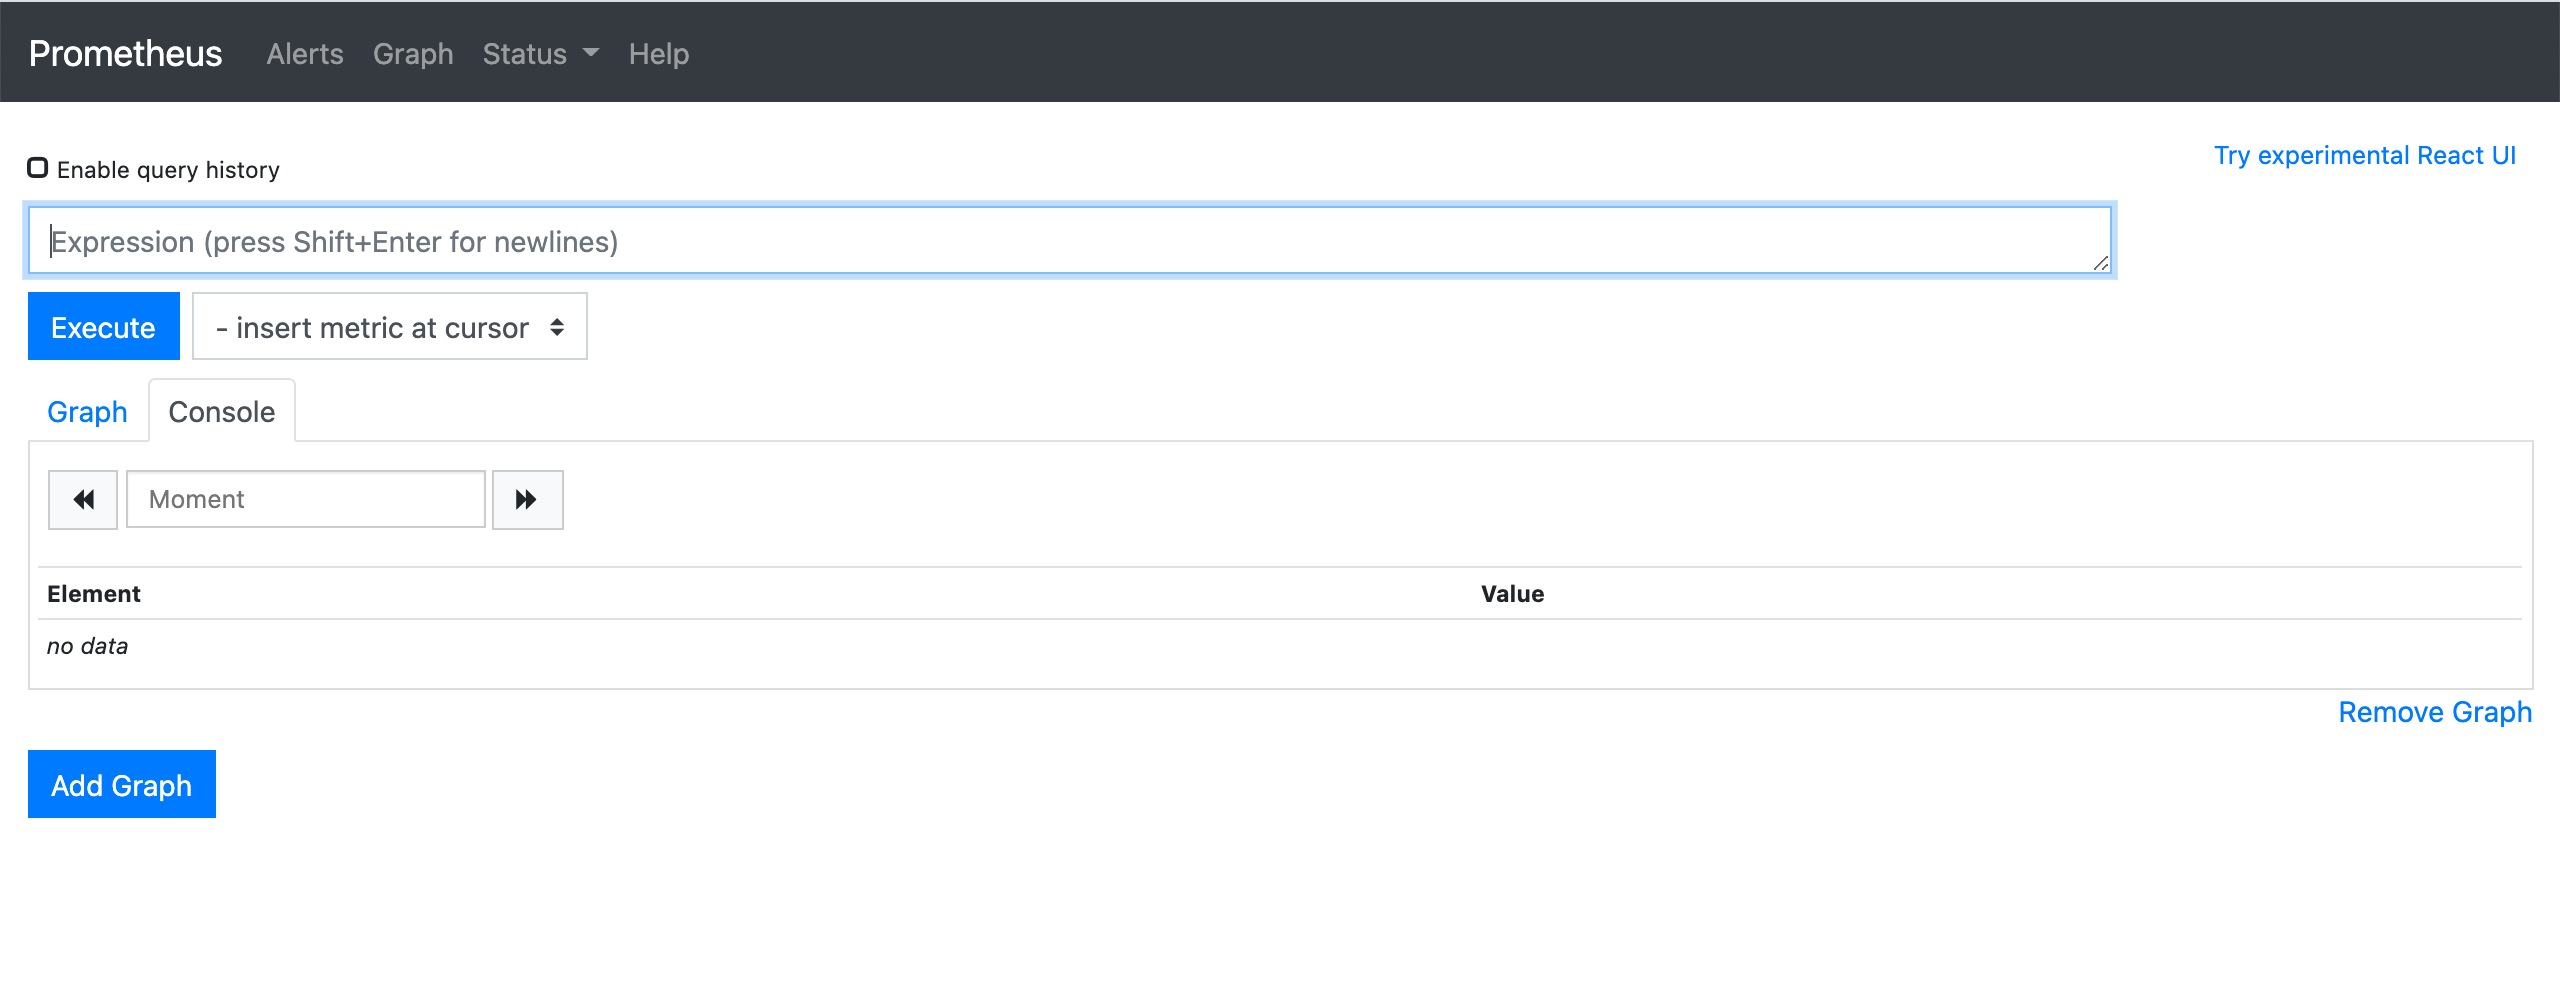 Prometheus Alerts Graph Status Help
Enable query history
Try experimental React UI
Expression (press Shift+Enter for newlines)
Execute - insert metric at cursor
Graph Console
Moment
Element Value
no data
Remove Graph
Add Graph